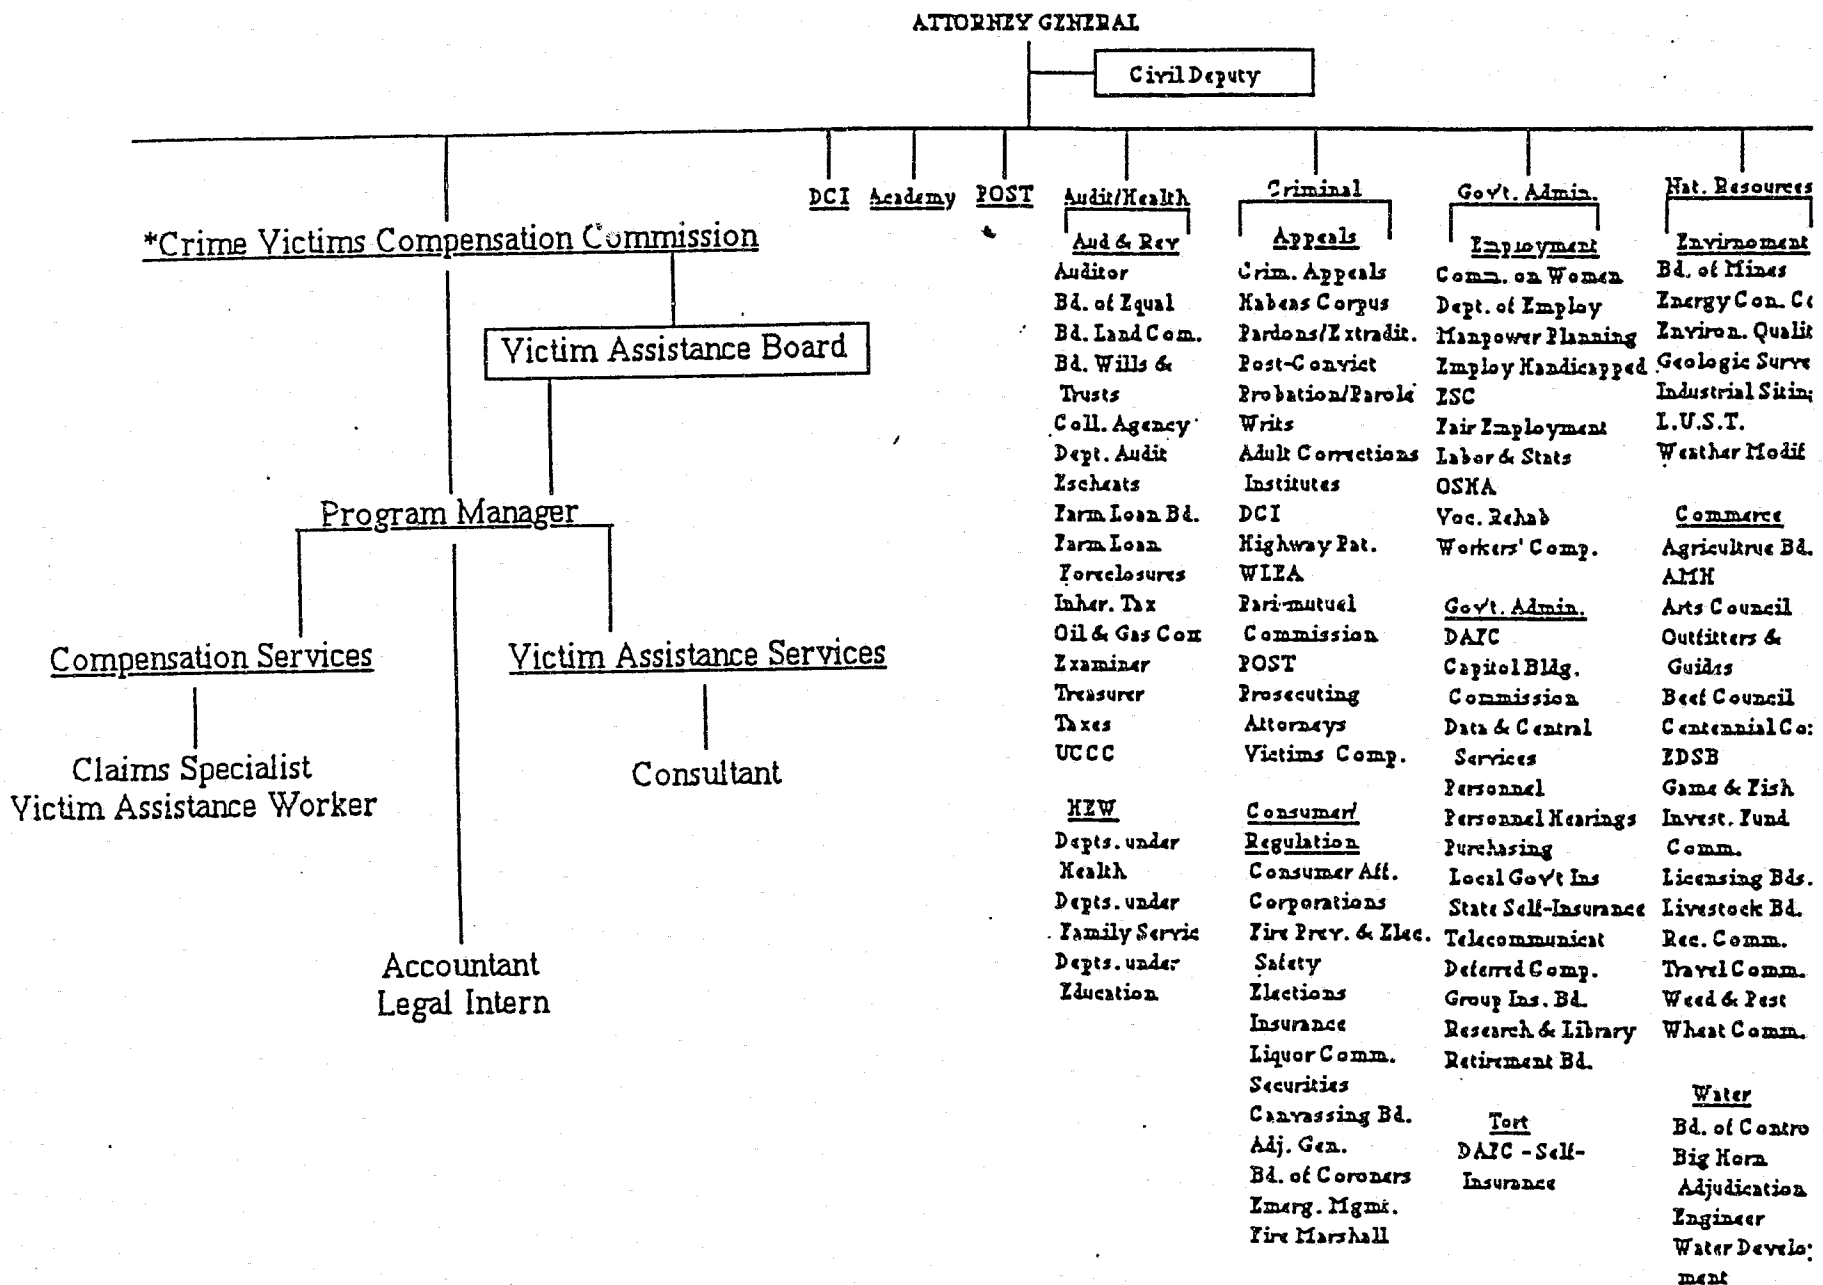 ATTORNEY GENERAL
Civil Deputy
DCI
Academy
POST
*Crime Victims Compensation Commission
Victim Assistance Board
Program Manager
Compensation Services
Victim Assistance Services
Claims Specialist
Victim Assistance Worker
Consultant
Accountant
Legal Intern
Audit/Health
Aud & Rev
Auditor
Bd. of Equal
Bd. Land Com.
Bd. Wills &
Trusts
Coll. Agency
Dept. Audit
Escheats
Farm Loan Bd.
Farm Loan
Foreclosures
Inher. Tax
Oil & Gas Com
Examiner
Treasurer
Taxes
UCCC
HEW
Depts. under
Health
Depts. under
Family Servic
Depts. under
Education
Criminal
Appeals
Crim. Appeals
Habeas Corpus
Pardons/Extradit.
Post-Convict
Probation/Parole
Writs
Adult Corrections
Institutes
DCI
Highway Pat.
WLEA
Pari-mutuel
Commission
POST
Prosecuting
Attorneys
Victims Comp.
Consumer/
Regulation
Consumer Aff.
Corporations
Fire Prev. & Elec.
Safety
Elections
Insurance
Liquor Comm.
Securities
Canvassing Bd.
Adj. Gen.
Bd. of Coroners
Emerg. Mgmt.
Fire Marshall
Gov't. Admin.
Employment
Comm. on Women
Dept. of Employ
Manpower Planning
Employ Handicapped
ESC
Fair Employment
Labor & Stats
OSHA
Voc. Rehab
Workers' Comp.
Gov't. Admin.
DAFC
Capitol Bldg.
Commission
Data & Central
Services
Personnel
Personnel Hearings
Purchasing
Local Gov't Ins
State Self-Insurance
Telecommunicat
Deferred Comp.
Group Ins. Bd.
Research & Library
Retirement Bd.
Tort
DAFC - Self-
Insurance
Nat. Resources
Envirnoment
Bd. of Mines
Energy Con. Co
Environ. Qualit
Geologic Surve
Industrial Siting
L.U.S.T.
Weather Modif
Commerce
Agricultrue Bd.
AMH
Arts Council
Outfitters &
Guides
Beef Council
Centennial Co
EDSB
Game & Fish
Invest. Fund
Comm.
Licensing Bds.
Livestock Bd.
Rec. Comm.
Travel Comm.
Weed & Pest
Wheat Comm.
Water
Bd. of Contro
Big Horn
Adjudication
Engineer
Water Develop
ment